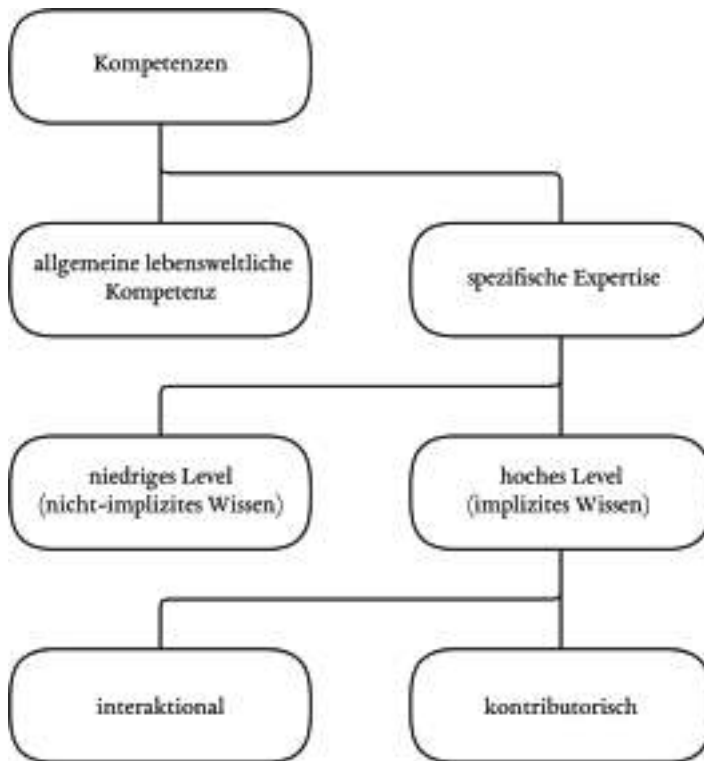 Kompetenzen
allgemeine lebensweltliche
Kompetenz
spezifische Expertise
niedriges Level
(nicht-implizites Wissen)
hoches Level
(implizites Wissen)
interaktional
kontributorisch